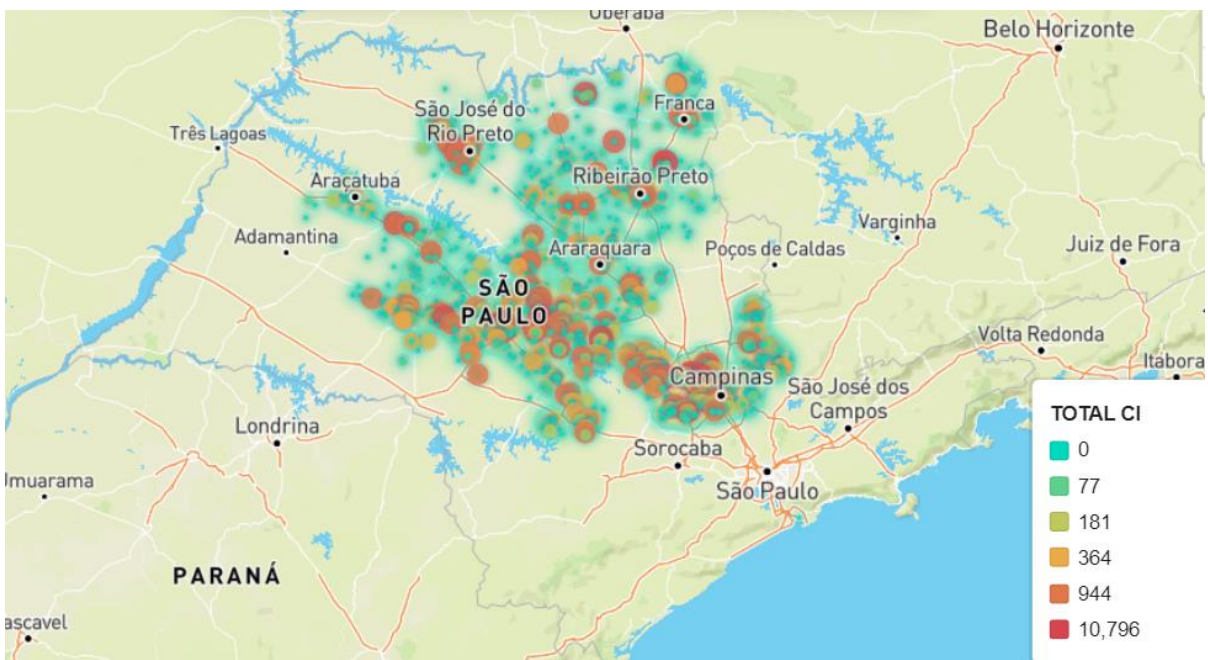 Uberaba
Belo Horizonte
São José do
Rio Preto
Franca
Três Lagoas
Araçatuba
Ribeirão Preto
Varginha
Adamantina
Araraquara
Poços de Caldas
Juiz de Fora
SÃO
PAULO
Volta Redonda
Itabora
Campinas
São José dos
Campos
Londrina
Sorocaba
São Paulo
Umuarama
PARANÁ
ascavel
TOTAL CI
0
77
181
364
944
10,796